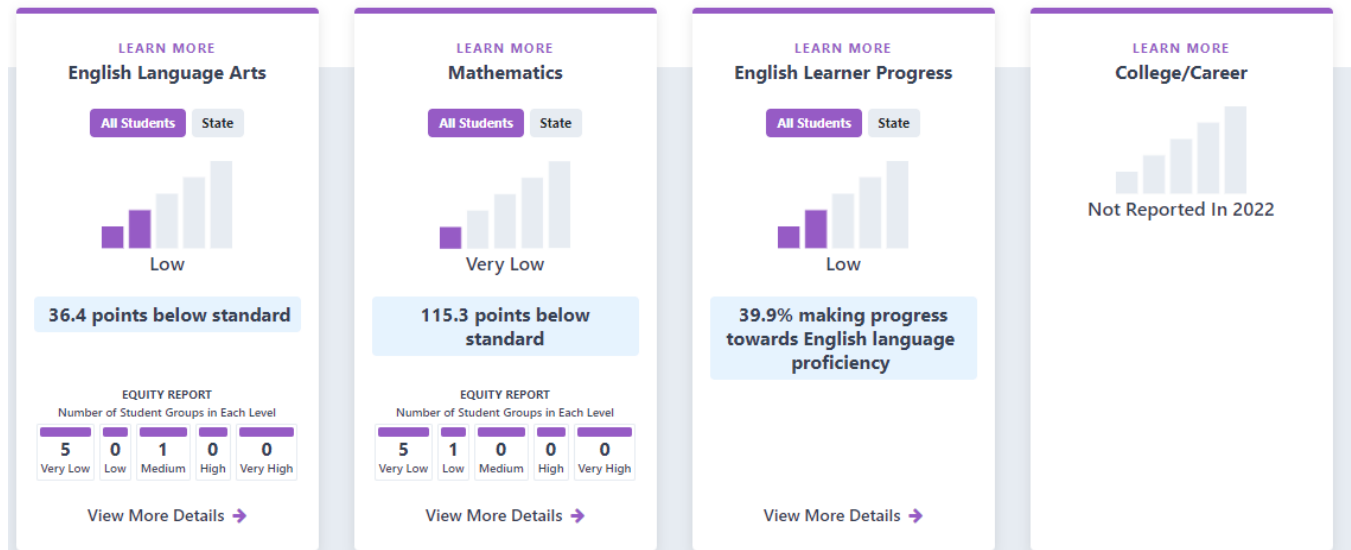 LEARN MORE
English Language Arts
All Students State
Low
36.4 points below standard
EQUITY REPORT
Number of Student Groups in Each Level
5 0 1 0 0
Very Low Low Medium High Very High
View More Details
LEARN MORE
Mathematics
All Students State
Very Low
115.3 points below
standard
EQUITY REPORT
Number of Student Groups in Each Level
5 1 0 0 0
Very Low Low Medium High Very High
View More Details
LEARN MORE
English Learner Progress
All Students State
Low
39.9% making progress
towards English language
proficiency
View More Details
LEARN MORE
College/Career
Not Reported In 2022